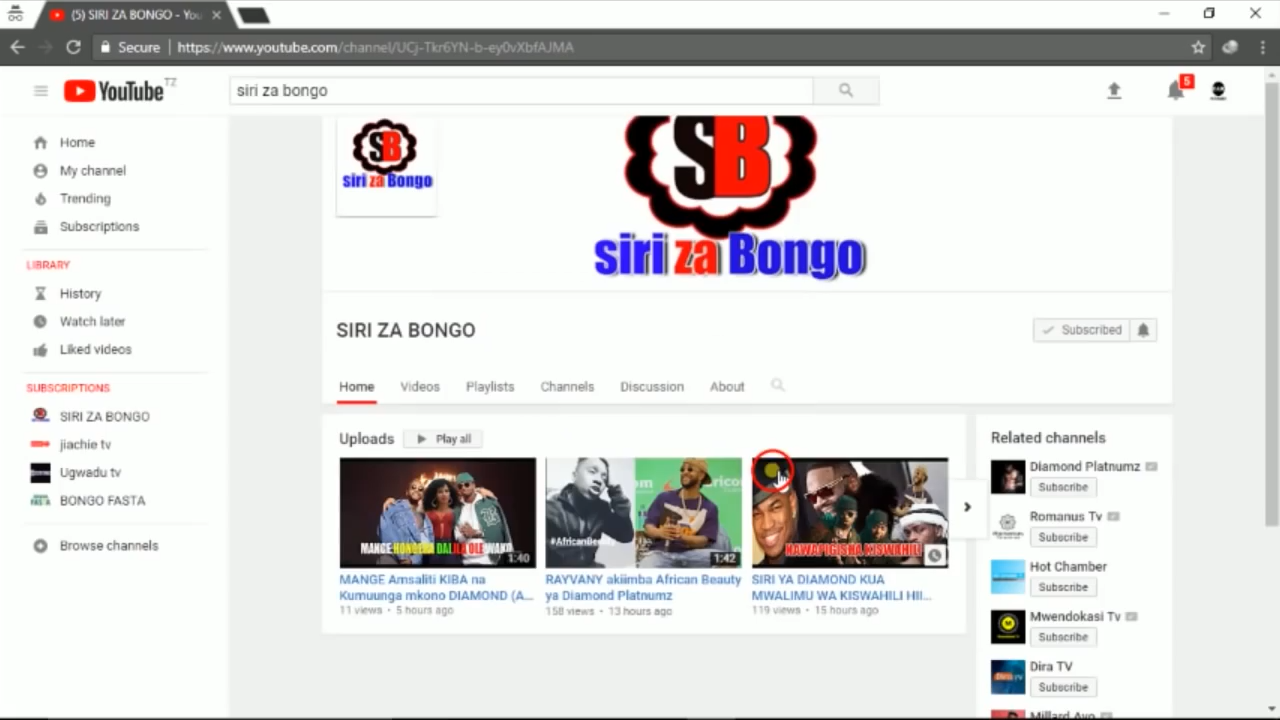 (5) SIRI ZA BONGO - You
Secure
https://www.youtube.com/channel/UCj-Tkr6YN-b-ey0vXbfAJMA
YouTube TZ
siri za bongo
5
Home
My channel
Trending
Subscriptions
LIBRARY
History
Watch later
Liked videos
SUBSCRIPTIONS
SIRI ZA BONGO
jiachie tv
Ugwadu tv
BONGO FASTA
Browse channels
SB
siri za Bongo
SB
siri za Bongo
SIRI ZA BONGO
Subscribed
Home Videos Playlists Channels Discussion About
Uploads Play all
1:40
MANGE Amsaliti KIBA na
Kumuunga mkono DIAMOND (A...
11 views • 5 hours ago
#AfricanBeauty
1:42
RAYVANY akiimba African Beauty
ya Diamond Platnumz
158 views • 13 hours ago
HAWAPIGISHA KISWAHILI
SIRI YA DIAMOND KUA
MWALIMU WA KISWAHILI HII...
119 views • 15 hours ago
Related channels
Diamond Platnumz
Subscribe
Romanus Tv
Subscribe
Hot Chamber
Subscribe
Mwendokasi Tv
Subscribe
Dira TV
Subscribe
Millard Ayo